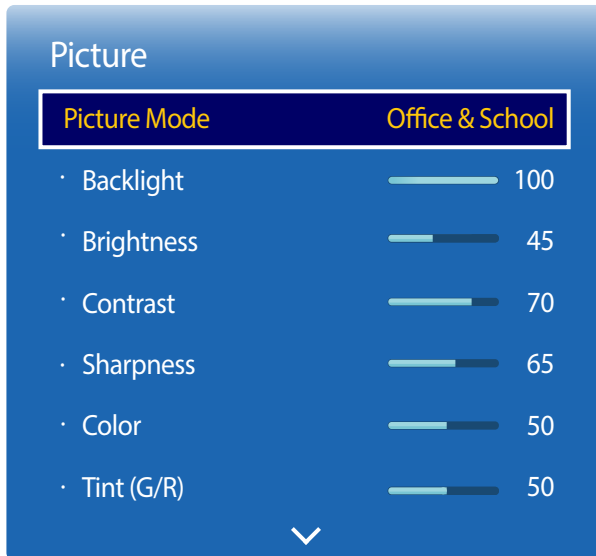 Picture
Picture Mode Office & School
· Backlight 100
· Brightness 45
· Contrast 70
· Sharpness 65
· Color 50
· Tint (G/R) 50